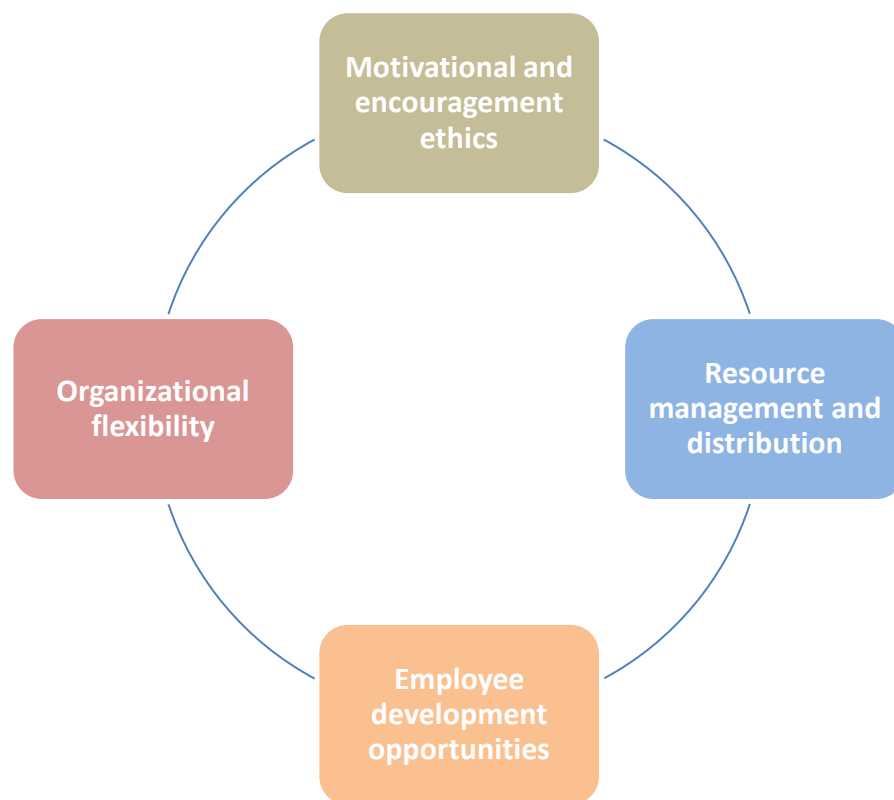 Motivational and
encouragement
ethics
Organizational
flexibility
Resource
management and
distribution
Employee
development
opportunities